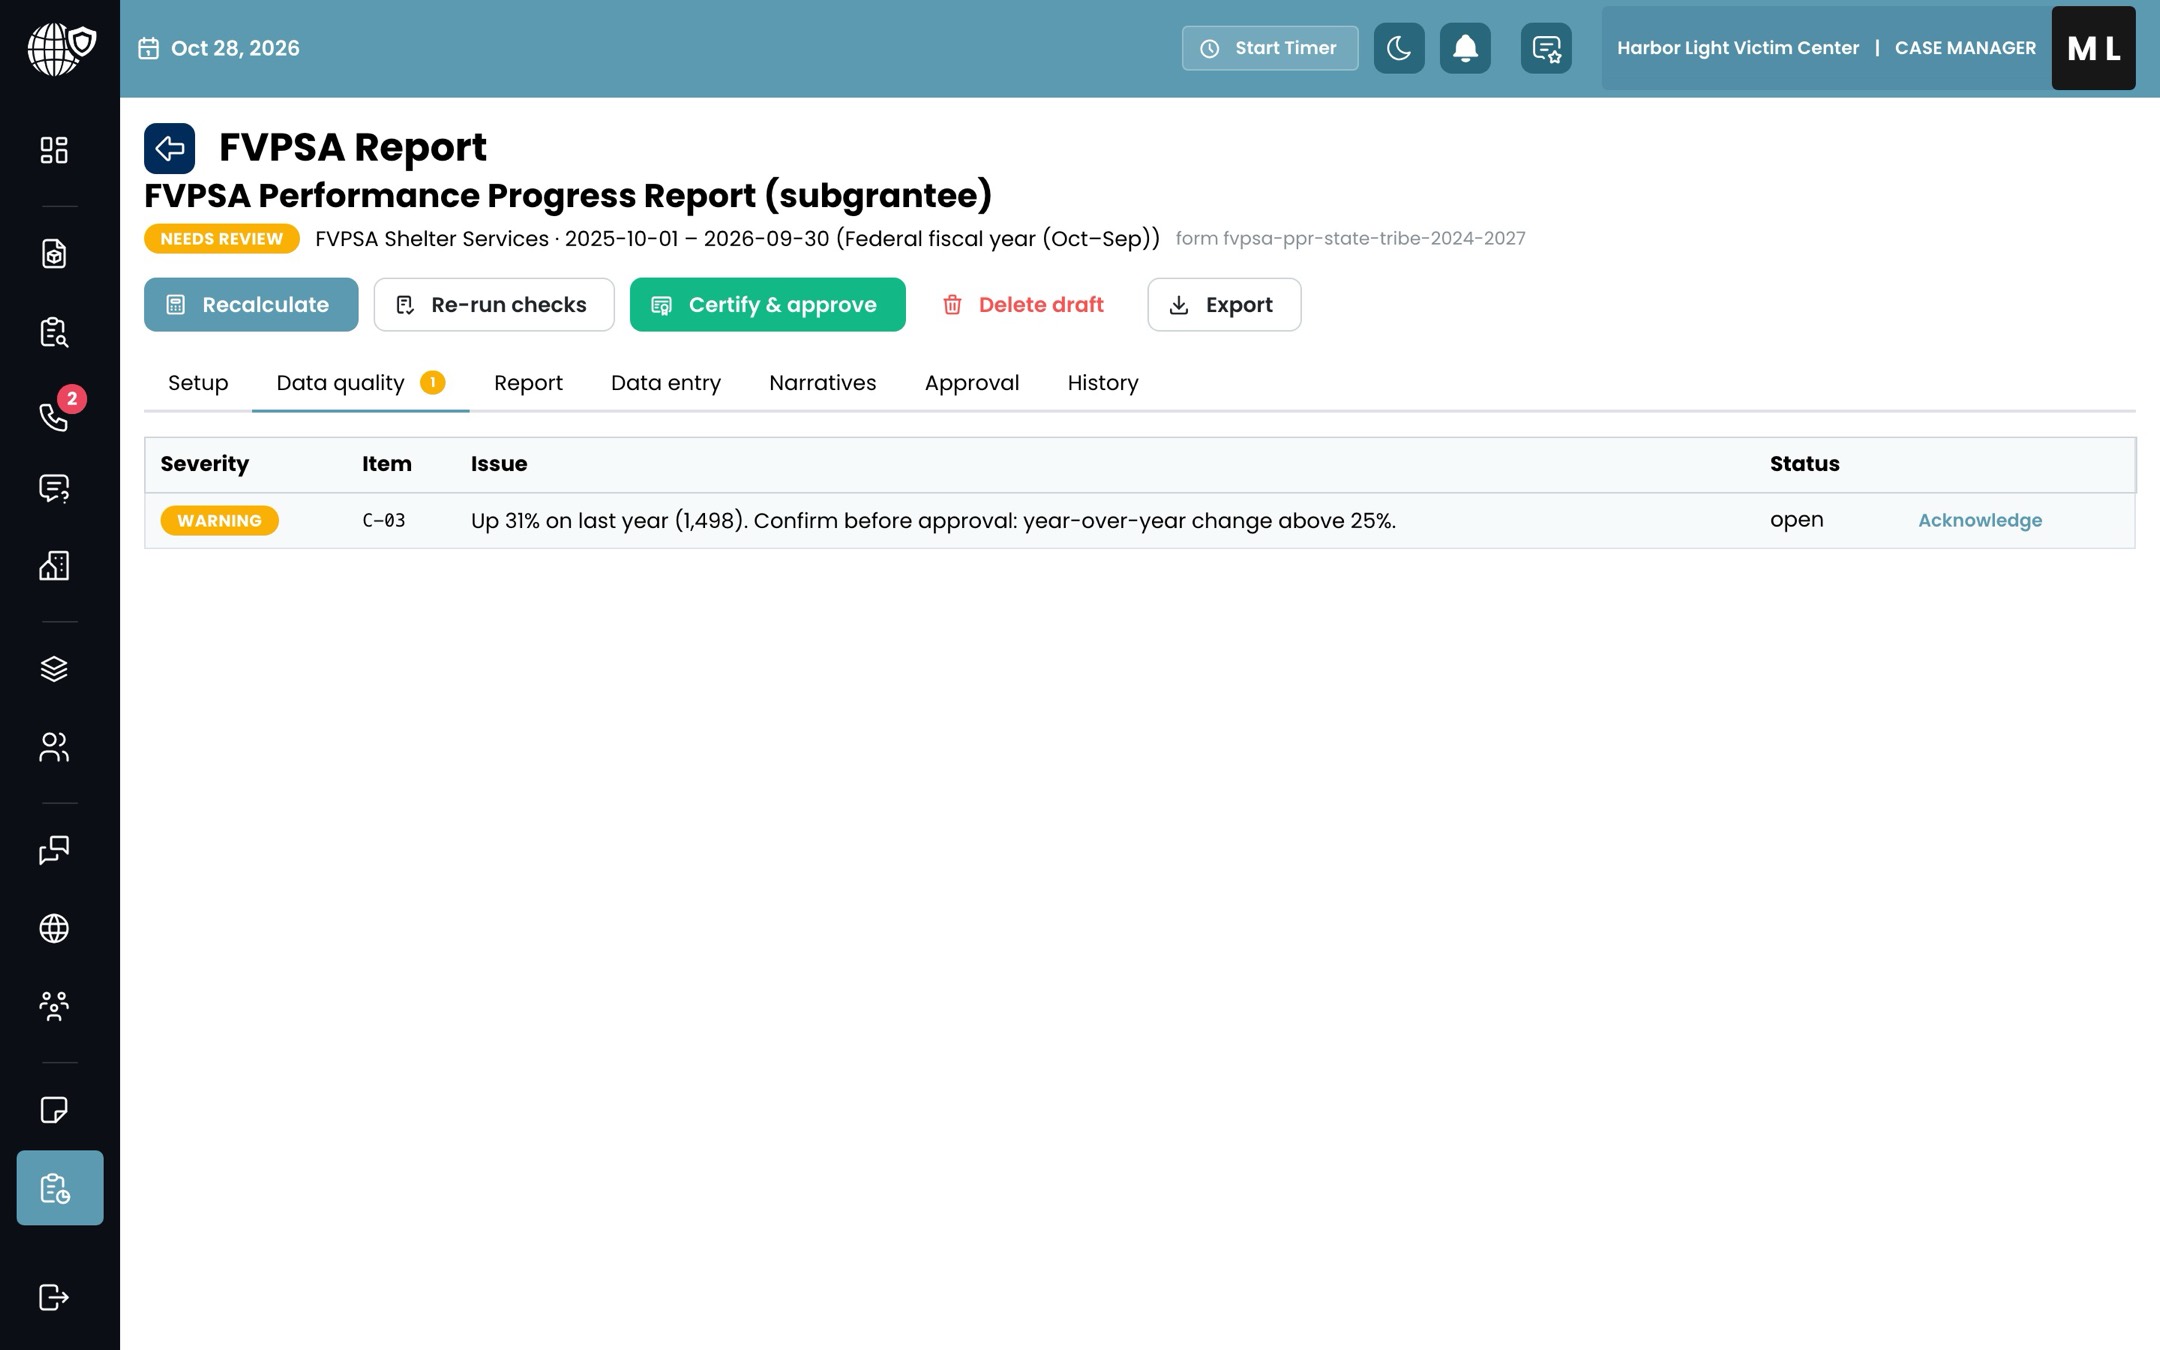 Oct 28, 2026
Start Timer
Harbor Light Victim Center | CASE MANAGER
M L
FVPSA Report
FVPSA Performance Progress Report (subgrantee)
NEEDS REVIEW
FVPSA Shelter Services · 2025-10-01 – 2026-09-30 (Federal fiscal year (Oct–Sep))
form fvpsa-ppr-state-tribe-2024-2027
Recalculate
Re-run checks
Certify & approve
Delete draft
Export
Setup
Data quality 1
Report
Data entry
Narratives
Approval
History
2
Severity Item Issue Status
WARNING C-03 Up 31% on last year (1,498). Confirm before approval: year-over-year change above 25%. open Acknowledge